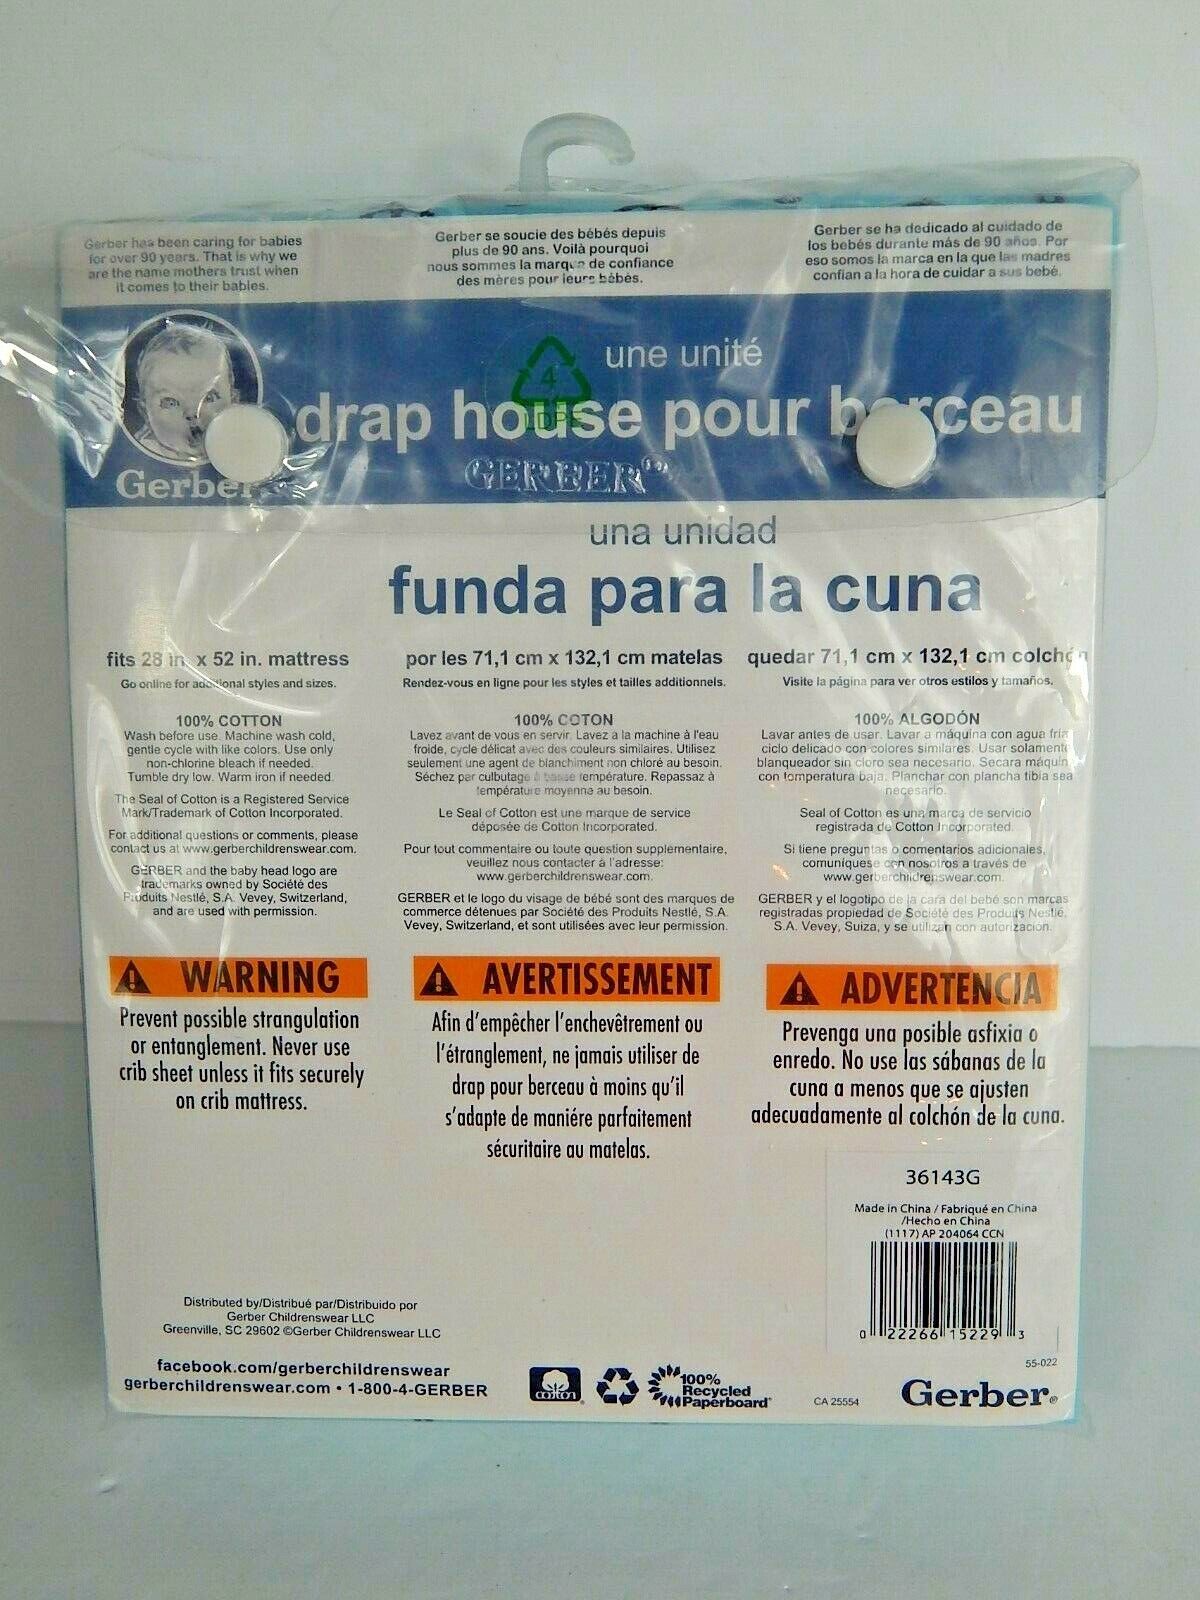 Gerber has been caring for babies
for over 90 years. That is why we
are the name mothers trust when
it comes to their babies.
Gerber se soucie des bébés depuis
plus de 90 ans. Voilà pourquoi
nous sommes la marque de confiance
des mères pour leurs bébés.
Gerber se ha dedicado al cuidado de
los bebés durante más de 90 años. Por
eso somos la marca en la que las madres
confían a la hora de cuidar a sus bebé.
Gerber
une unité
drap house pour berceau
4
LDPE
GERBER™
una unidad
funda para la cuna
fits 28 in. x 52 in. mattress
Go online for additional styles and sizes.
100% COTTON
Wash before use. Machine wash cold,
gentle cycle with like colors. Use only
non-chlorine bleach if needed.
Tumble dry low. Warm iron if needed.
The Seal of Cotton is a Registered Service
Mark/Trademark of Cotton Incorporated.
For additional questions or comments, please
contact us at www.gerberchildrenswear.com.
GERBER and the baby head logo are
trademarks owned by Société des
Produits Nestlé, S.A. Vevey, Switzerland,
and are used with permission.
WARNING
Prevent possible strangulation
or entanglement. Never use
crib sheet unless it fits securely
on crib mattress.
por les 71,1 cm x 132,1 cm matelas
Rendez-vous en ligne pour les styles et tailles additionnels.
100% COTON
Lavez avant de vous en servir. Lavez a la machine à l'eau
froide, cycle délicat avec des couleurs similaires. Utilisez
seulement une agent de blanchiment non chloré au besoin.
Séchez par culbutage à basse température. Repassez à
température moyenne au besoin.
Le Seal of Cotton est une marque de service
déposée de Cotton Incorporated.
Pour tout commentaire ou toute question supplémentaire,
veuillez nous contacter à l'adresse:
www.gerberchildrenswear.com.
GERBER et le logo du visage de bébé sont des marques de
commerce détenues par Société des Produits Nestlé, S.A.
Vevey, Switzerland, et sont utilisées avec leur permission.
AVERTISSEMENT
Afin d'empêcher l'enchevêtrement ou
l'étranglement, ne jamais utiliser de
drap pour berceau à moins qu'il
s'adapte de maniére parfaitement
sécuritaire au matelas.
quedar 71,1 cm x 132,1 cm colchón
Visite la página para ver otros estilos y tamaños.
100% ALGODÓN
Lavar antes de usar. Lavar a máquina con agua fría
ciclo delicado con colores similares. Usar solamente
blanqueador sin cloro sea necesario. Secara máquina
con temperatura baja. Planchar con plancha tibia sea
necesario.
Seal of Cotton es una marca de servicio
registrada de Cotton Incorporated.
Si tiene preguntas o comentarios adicionales,
comuníquese con nosotros a través de
www.gerberchildrenswear.com.
GERBER y el logotipo de la cara del bebé son marcas
registradas propiedad de Société des Produits Nestlé,
S.A. Vevey, Suiza, y se utilizan con autorización.
ADVERTENCIA
Prevenga una posible asfixia o
enredo. No use las sábanas de la
cuna a menos que se ajusten
adecuadamente al colchón de la cuna.
36143G
Made in China / Fabriqué en China
/Hecho en China
(1117) AP 204064 CCN
0 22266 15229 3
55-022
Distributed by/Distribué par/Distribuido por
Gerber Childrenswear LLC
Greenville, SC 29602 ©Gerber Childrenswear LLC
facebook.com/gerberchildrenswear
gerberchildrenswear.com • 1-800-4-GERBER
cotton
100%
Recycled
Paperboard
CA 25554
Gerber®